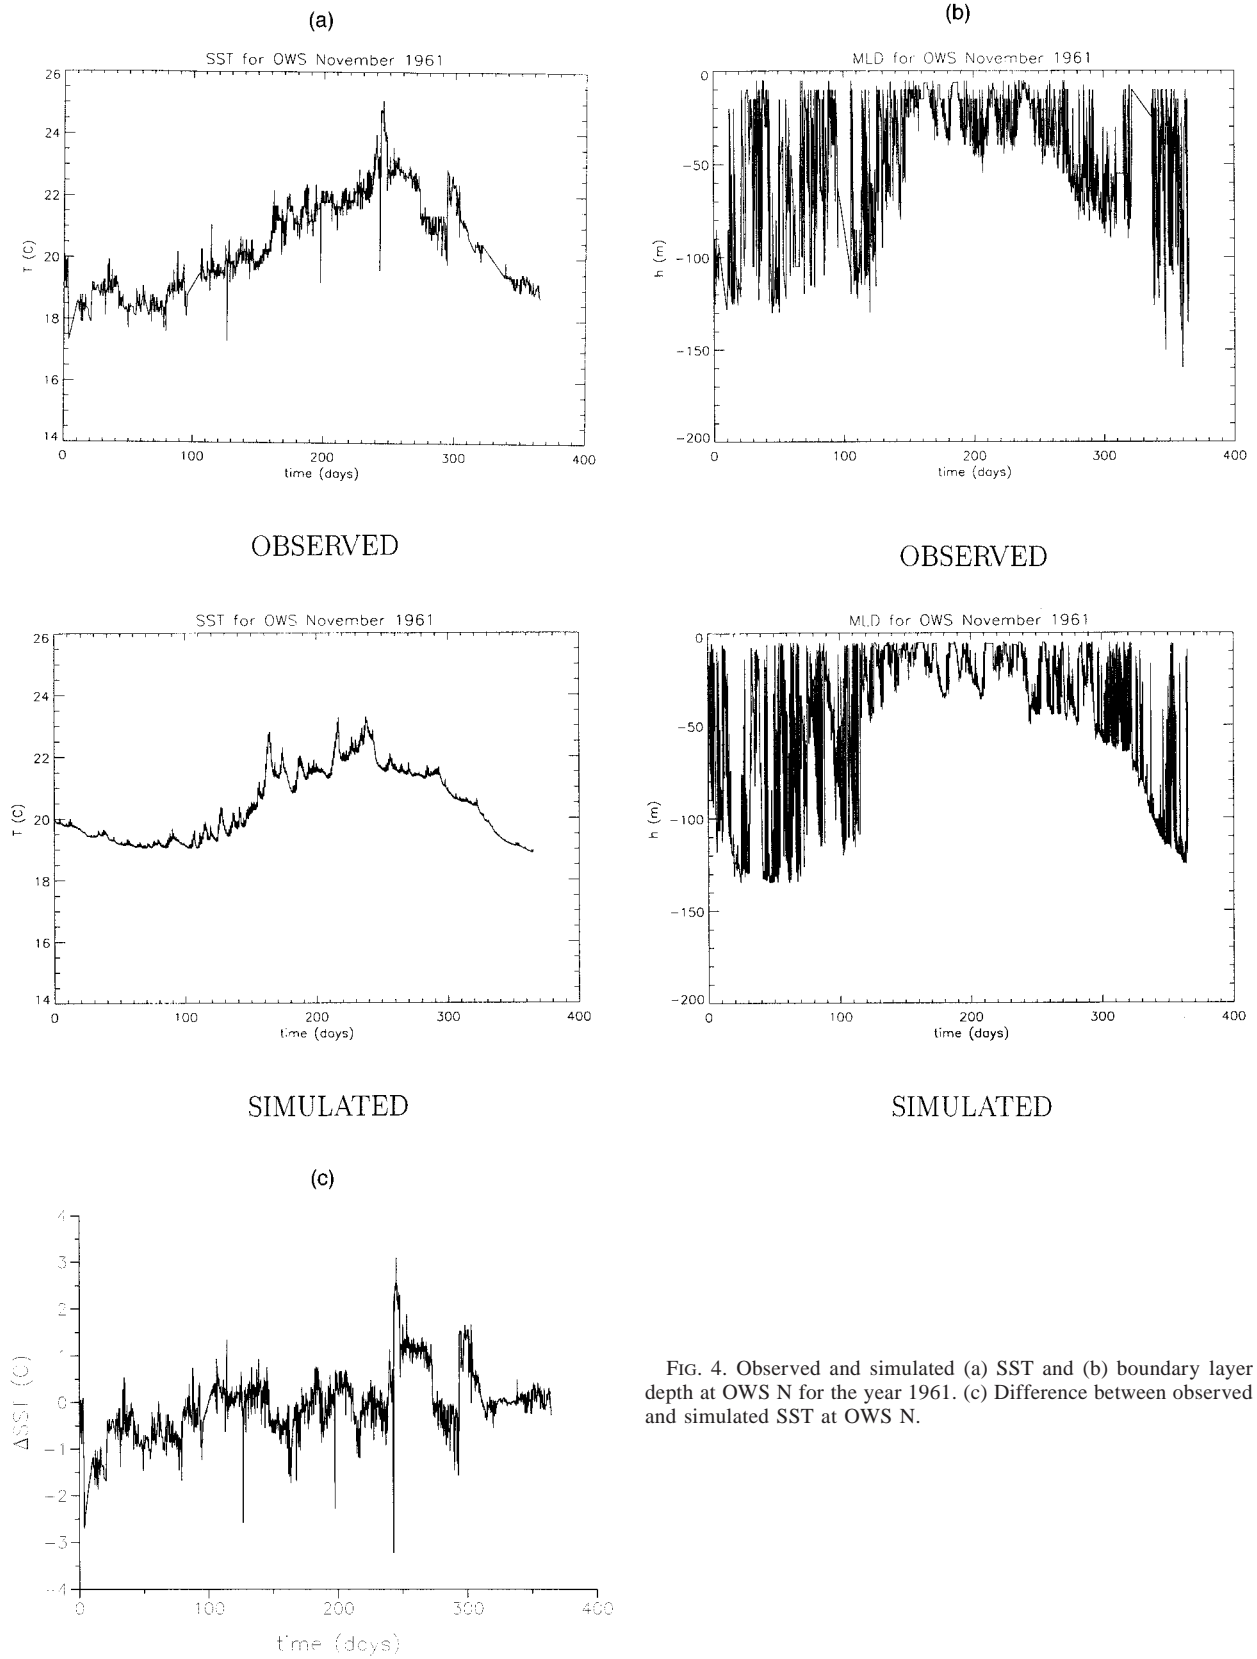 (a)
SST for OWS November 1961
26
24
22
20
18
16
14
T (C)
0 100 200 300 400
time (days)
OBSERVED
(b)
MLD for OWS November 1961
0
-50
-100
-150
-200
h (m)
0 100 200 300 400
time (days)
OBSERVED
SST for OWS November 1961
26
24
22
20
18
16
14
T (C)
0 100 200 300 400
time (days)
SIMULATED
MLD for OWS November 1961
0
-50
-100
-150
-200
h (m)
0 100 200 300 400
time (days)
SIMULATED
(c)
4
3
2
1
0
-1
-2
-3
-4
ΔSST (C)
0 100 200 300 400
time (days)
FIG. 4. Observed and simulated (a) SST and (b) boundary layer
depth at OWS N for the year 1961. (c) Difference between observed
and simulated SST at OWS N.